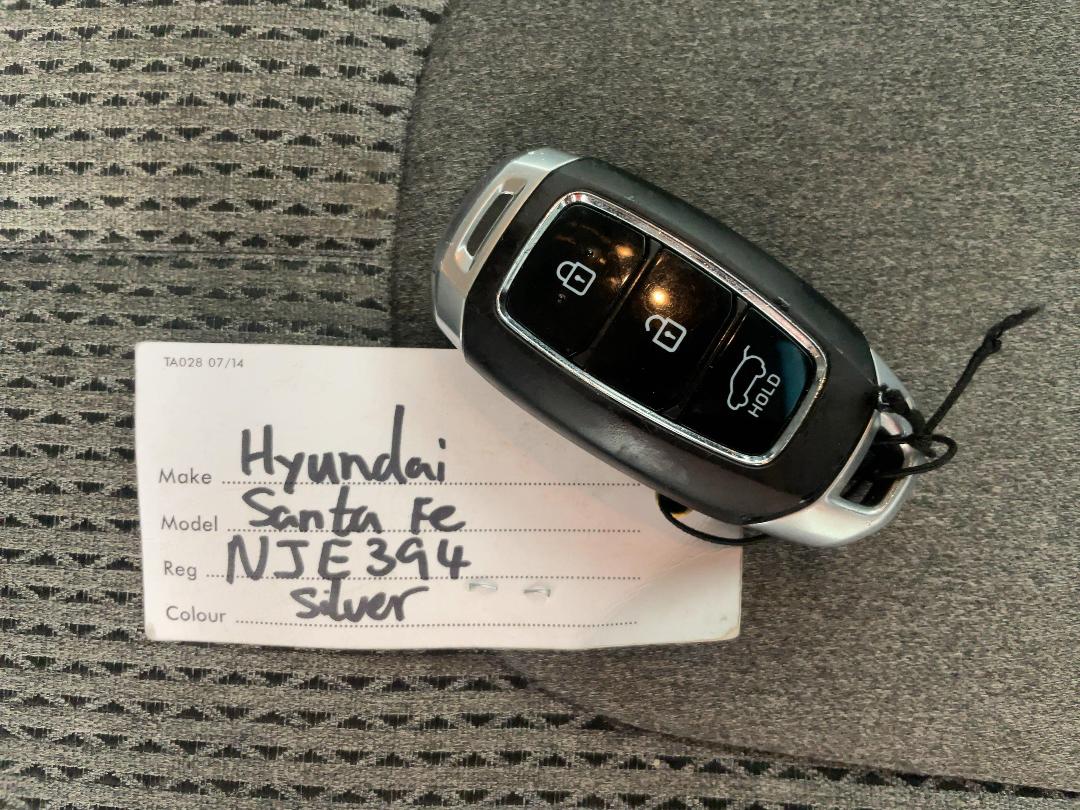 TA028 07/14
Make Hyundai
Model Santa Fe
Reg NJE394
Colour Silver
HOLD